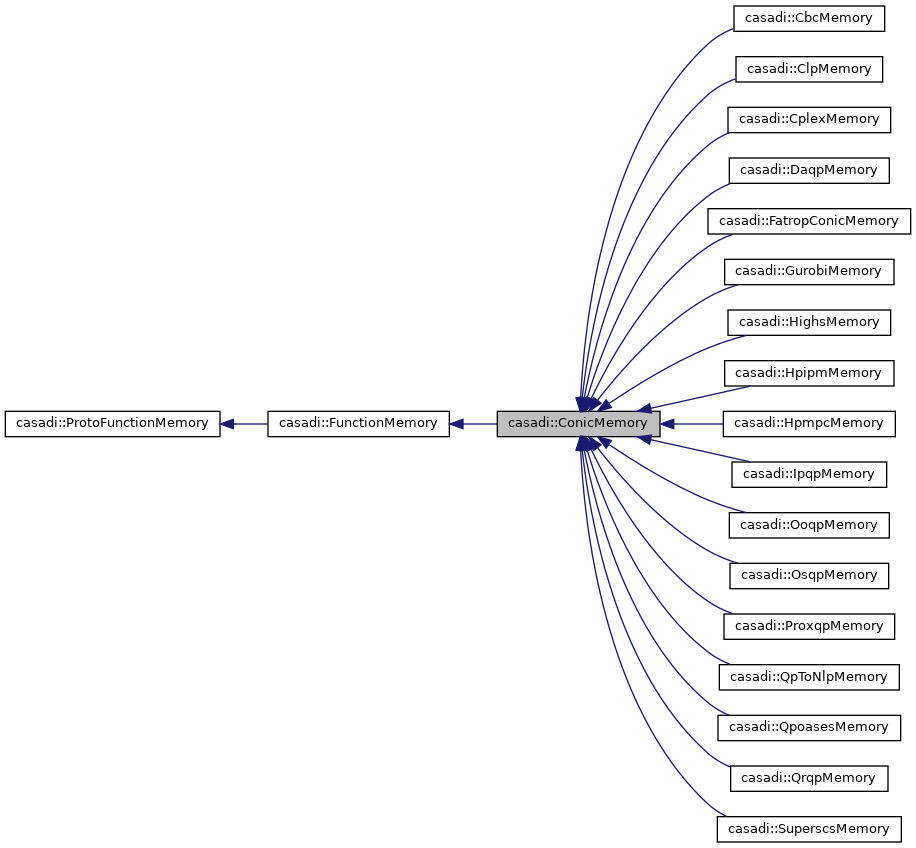 casadi::ProtoFunctionMemory
casadi::FunctionMemory
casadi::ConicMemory
casadi::CbcMemory
casadi::ClpMemory
casadi::CplexMemory
casadi::DaqpMemory
casadi::FatropConicMemory
casadi::GurobiMemory
casadi::HighsMemory
casadi::HpipmMemory
casadi::HpmpcMemory
casadi::IpqpMemory
casadi::OoqpMemory
casadi::OsqpMemory
casadi::ProxqpMemory
casadi::QpToNlpMemory
casadi::QpoasesMemory
casadi::QrqpMemory
casadi::SuperscsMemory